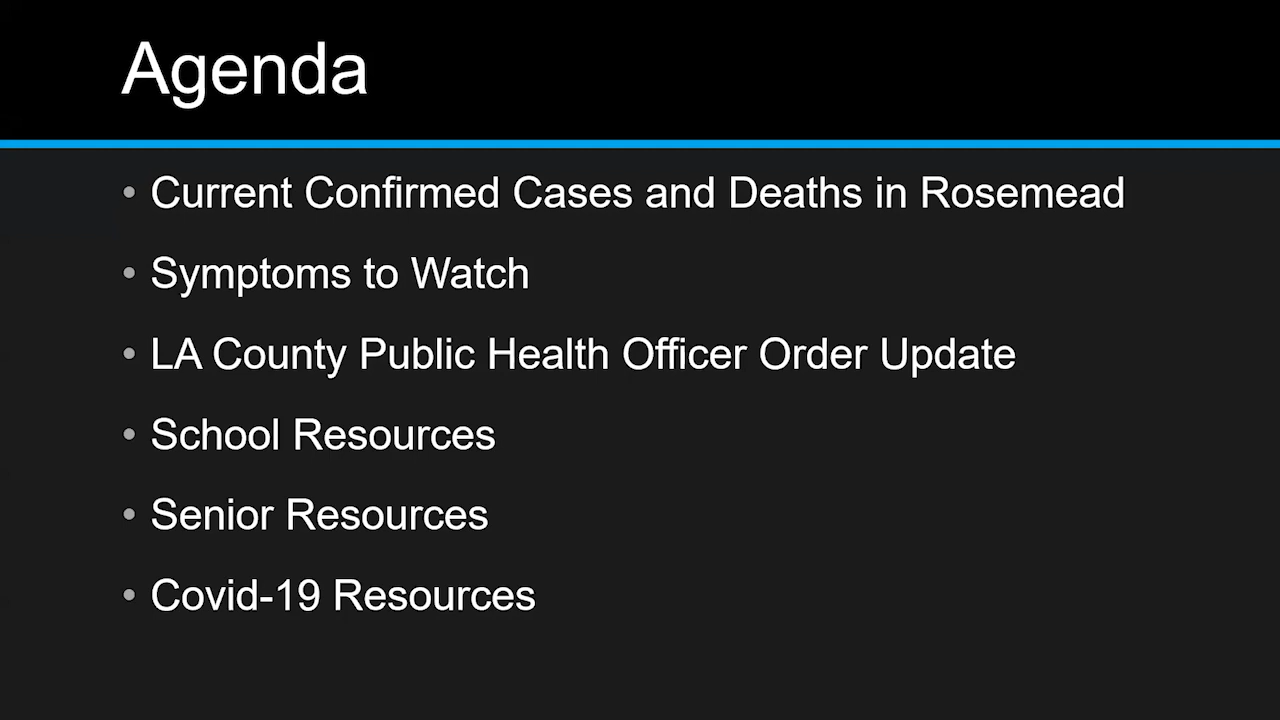 Agenda
• Current Confirmed Cases and Deaths in Rosemead
• Symptoms to Watch
• LA County Public Health Officer Order Update
• School Resources
• Senior Resources
• Covid-19 Resources